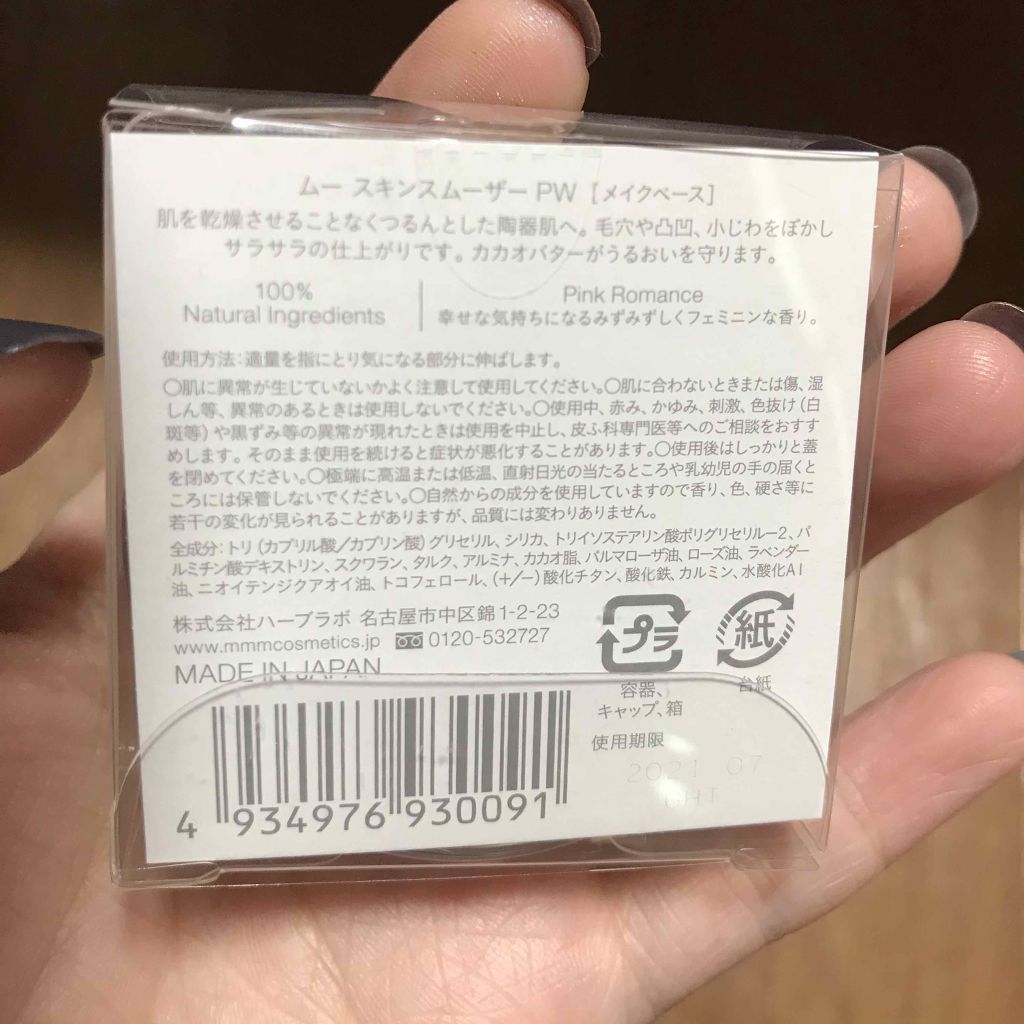 ムー スキンスムーザー PW [メイクベース]
肌を乾燥させることなくつるんとした陶器肌へ。毛穴や凸凹、小じわをぼかし
サラサラの仕上がりです。カカオバターがうるおいを守ります。
100%
Natural Ingredients
Pink Romance
幸せな気持ちになるみずみずしくフェミニンな香り。
使用方法:適量を指にとり気になる部分に伸ばします。
〇肌に異常が生じていないかよく注意して使用してください。〇肌に合わないときまたは傷、湿
しん等、異常のあるときは使用しないでください。〇使用中、赤み、かゆみ、刺激、色抜け(白
斑等)や黒ずみ等の異常が現れたときは使用を中止し、皮ふ科専門医等へのご相談をおすす
めします。そのまま使用を続けると症状が悪化することがあります。〇使用後はしっかりと蓋
を閉めてください。〇極端に高温または低温、直射日光の当たるところや乳幼児の手の届くと
ころには保管しないでください。〇自然からの成分を使用していますので香り、色、硬さ等に
若干の変化が見られることがありますが、品質には変わりありません。
全成分:トリ(カプリル酸/カプリン酸)グリセリル、シリカ、トリイソステアリン酸ポリグリセリル-2、パ
ルミチン酸デキストリン、スクワラン、タルク、アルミナ、カカオ脂、パルマローザ油、ローズ油、ラベンダー
油、ニオイテンジクアオイ油、トコフェロール、(+/-)酸化チタン、酸化鉄、カルミン、水酸化Al
株式会社ハーブラボ 名古屋市中区錦1-2-23
www.mmmcosmetics.jp 0120-532727
MADE IN JAPAN
プラ
紙
容器、
キャップ、箱
台紙
使用期限
2021 07
GHI
4 934976 930091